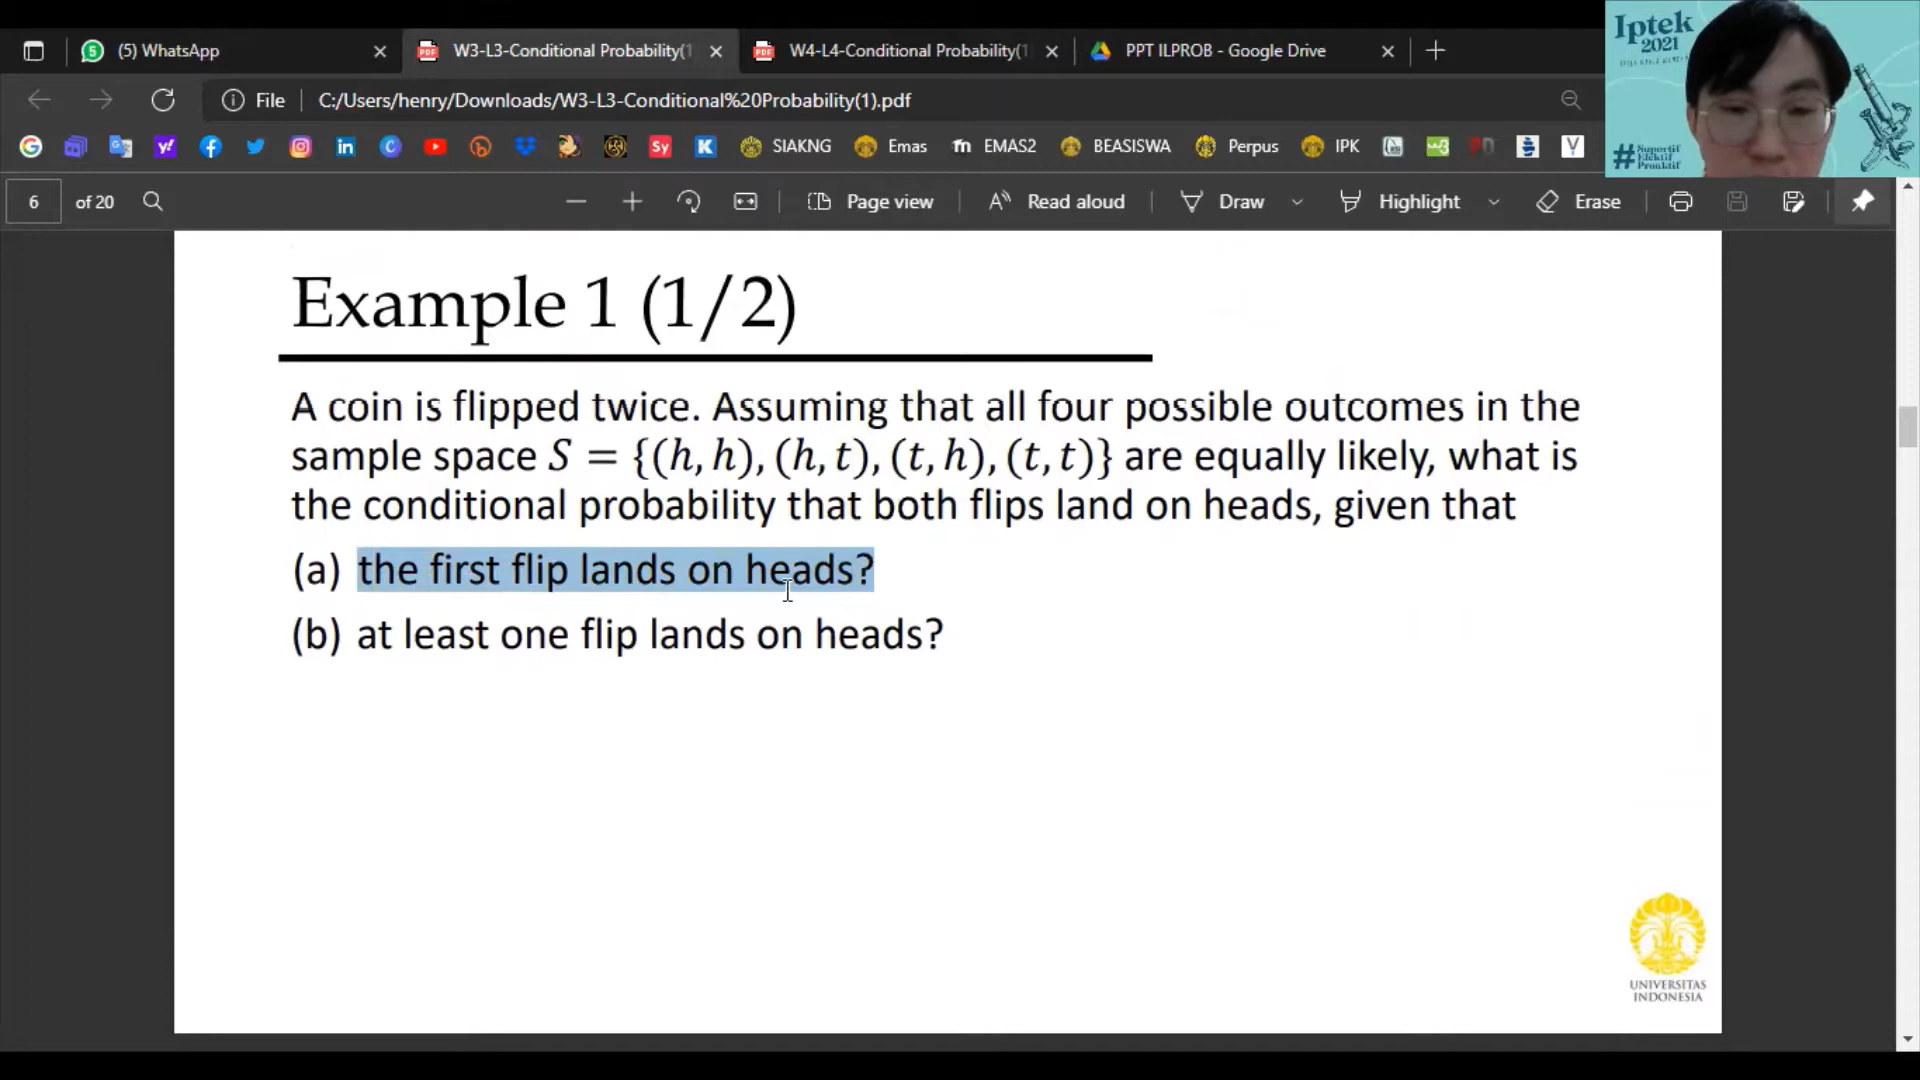 (5) WhatsApp
W3-L3-Conditional Probability(1
W4-L4-Conditional Probability(1
PPT ILPROB - Google Drive
File
C:/Users/henry/Downloads/W3-L3-Conditional%20Probability(1).pdf
SIAKNG
Emas
EMAS2
BEASISWA
Perpus
IPK
6 of 20
Page view
Read aloud
Draw
Highlight
Erase
Iptek
2021
#Suportif
Efektif
Proaktif
Example 1 (1/2)
A coin is flipped twice. Assuming that all four possible outcomes in the
sample space S = {(h, h), (h, t), (t, h), (t, t)} are equally likely, what is
the conditional probability that both flips land on heads, given that
(a) the first flip lands on heads?
(b) at least one flip lands on heads?
UNIVERSITAS
INDONESIA